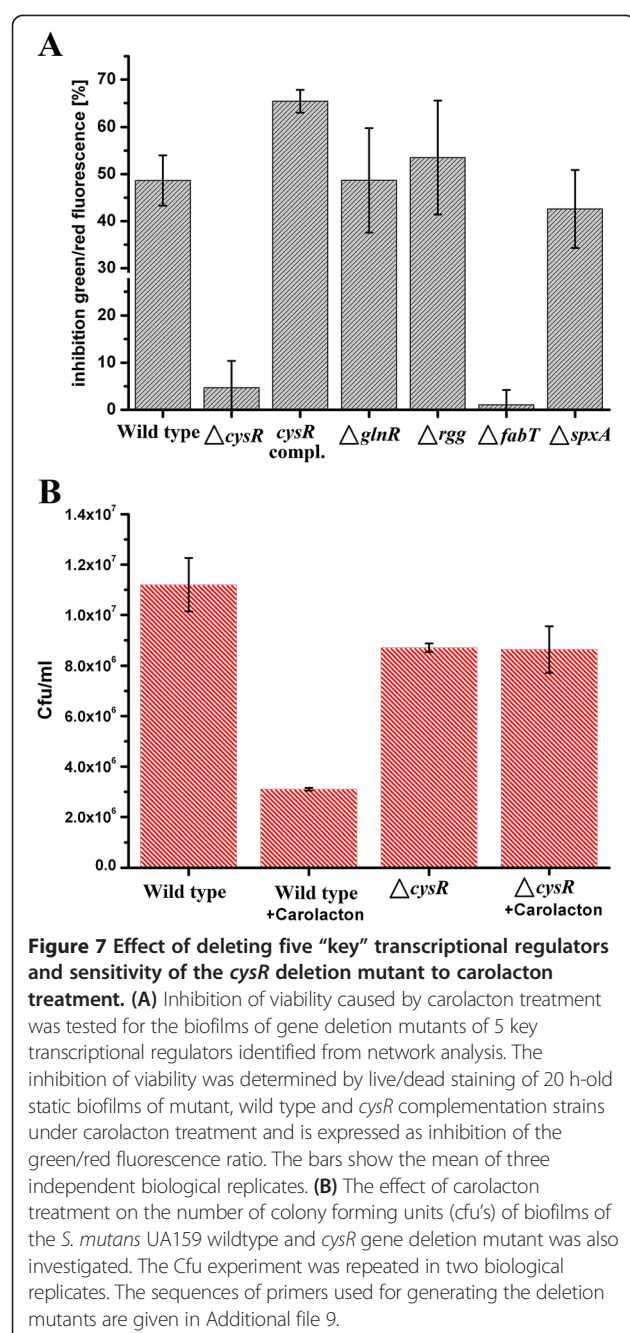 A
inhibition green/red fluorescence [%]
70
60
50
40
30
20
10
0
Wild type △cysR cysR compl. △glnR △rgg △fabT △spxA
B
Cfu/ml
1.4x10⁷
1.2x10⁷
1.0x10⁷
8.0x10⁶
6.0x10⁶
4.0x10⁶
2.0x10⁶
0.0
Wild type Wild type +Carolacton △cysR △cysR +Carolacton
Figure 7 Effect of deleting five “key” transcriptional regulators
and sensitivity of the cysR deletion mutant to carolacton
treatment. (A) Inhibition of viability caused by carolacton treatment
was tested for the biofilms of gene deletion mutants of 5 key
transcriptional regulators identified from network analysis. The
inhibition of viability was determined by live/dead staining of 20 h-old
static biofilms of mutant, wild type and cysR complementation strains
under carolacton treatment and is expressed as inhibition of the
green/red fluorescence ratio. The bars show the mean of three
independent biological replicates. (B) The effect of carolacton
treatment on the number of colony forming units (cfu's) of biofilms of
the S. mutans UA159 wildtype and cysR gene deletion mutant was also
investigated. The Cfu experiment was repeated in two biological
replicates. The sequences of primers used for generating the deletion
mutants are given in Additional file 9.